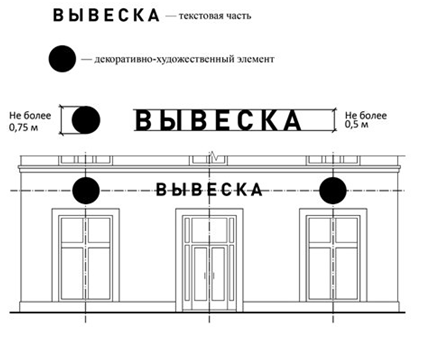 ВЫВЕСКА — текстовая часть
— декоративно-художественный элемент
Не более
0,75 м
ВЫВЕСКА
Не более
0,5 м
ВЫВЕСКА